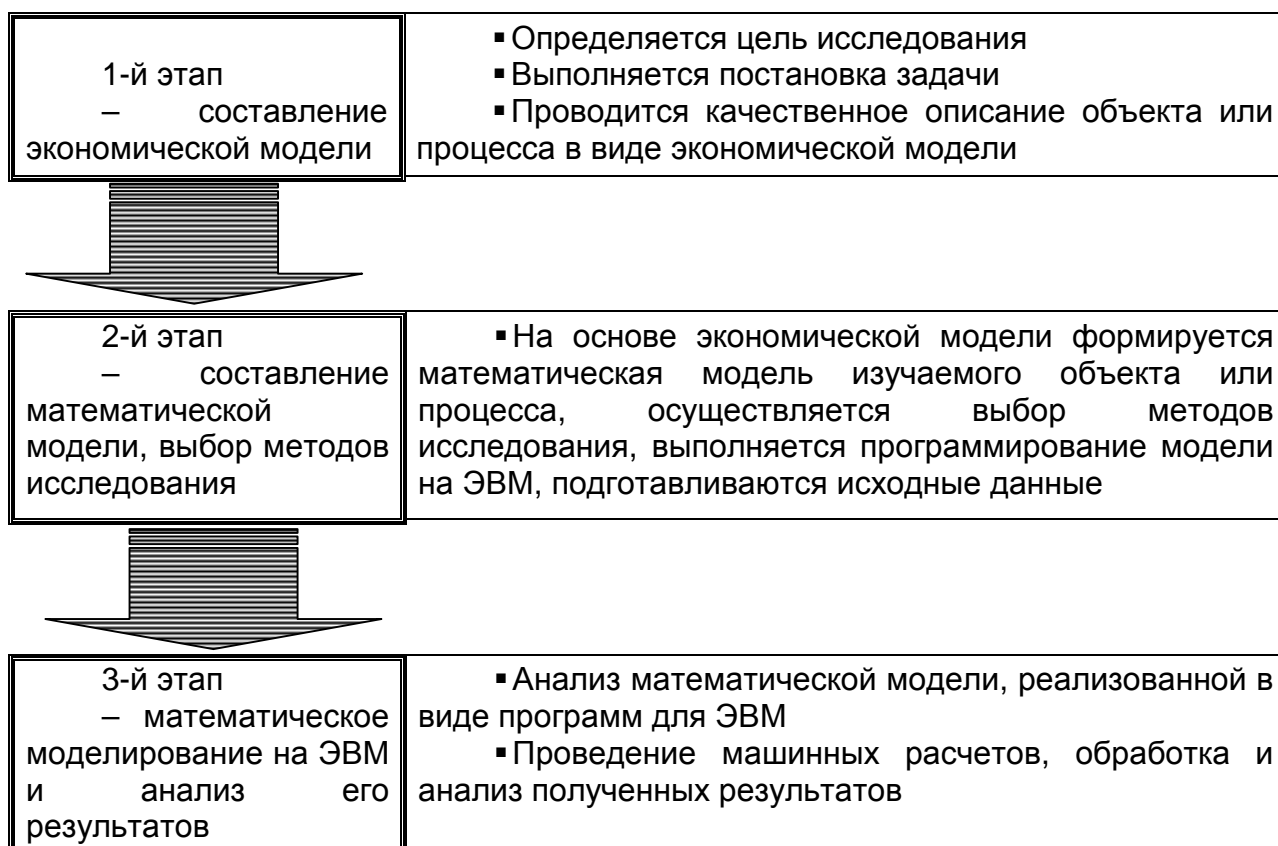 1-й этап
– составление
экономической модели
▪ Определяется цель исследования
▪ Выполняется постановка задачи
▪ Проводится качественное описание объекта или
процесса в виде экономической модели
2-й этап
– составление
математической
модели, выбор методов
исследования
▪ На основе экономической модели формируется
математическая модель изучаемого объекта или
процесса, осуществляется выбор методов
исследования, выполняется программирование модели
на ЭВМ, подготавливаются исходные данные
3-й этап
– математическое
моделирование на ЭВМ
и анализ его
результатов
▪ Анализ математической модели, реализованной в
виде программ для ЭВМ
▪ Проведение машинных расчетов, обработка и
анализ полученных результатов